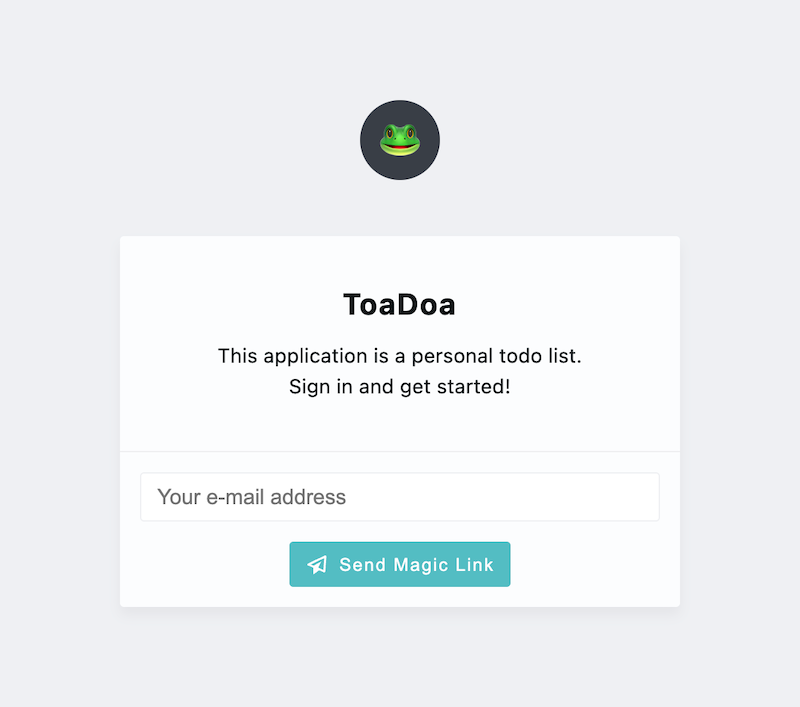 ToaDoa
This application is a personal todo list.
Sign in and get started!
Your e-mail address
Send Magic Link